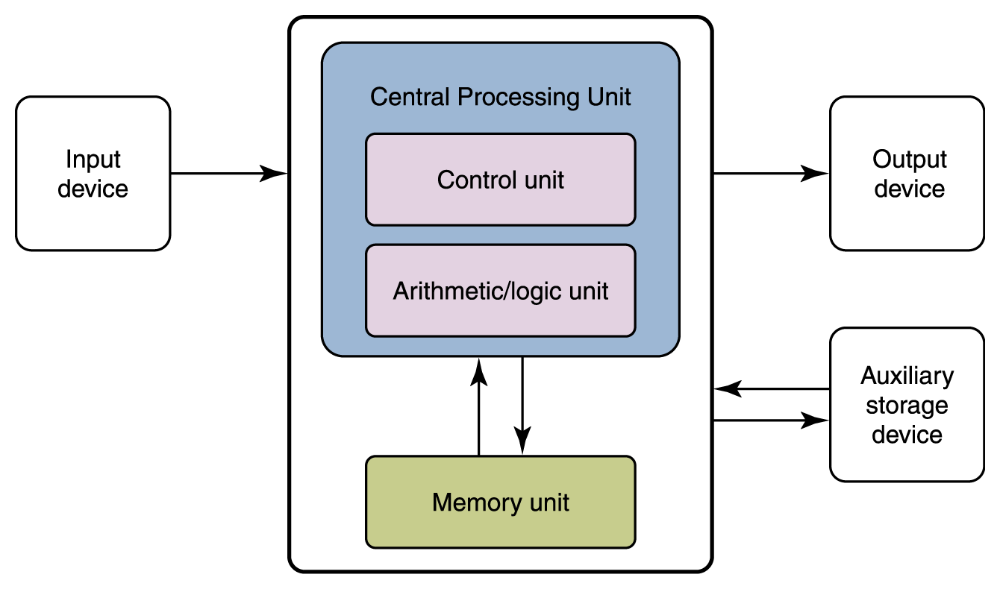 Central Processing Unit
Input
device
Control unit
Arithmetic/logic unit
Memory unit
Output
device
Auxiliary
storage
device